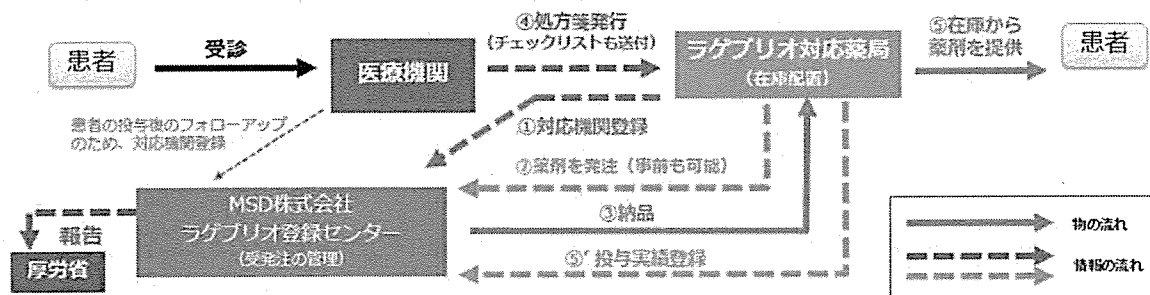 患者
受診
医療機関
④処方箋発行
(チェックリストも送付)
ラゲブリオ対応薬局
(在庫配置)
⑤在庫から
薬剤を提供
患者
患者の投与後のフォローアップ
のため、対応機関登録
①対応機関登録
②薬剤を発注（事前も可能）
MSD株式会社
ラゲブリオ登録センター
(受発注の管理)
③納品
⑤’投与実績登録
報告
厚労省
物の流れ
情報の流れ